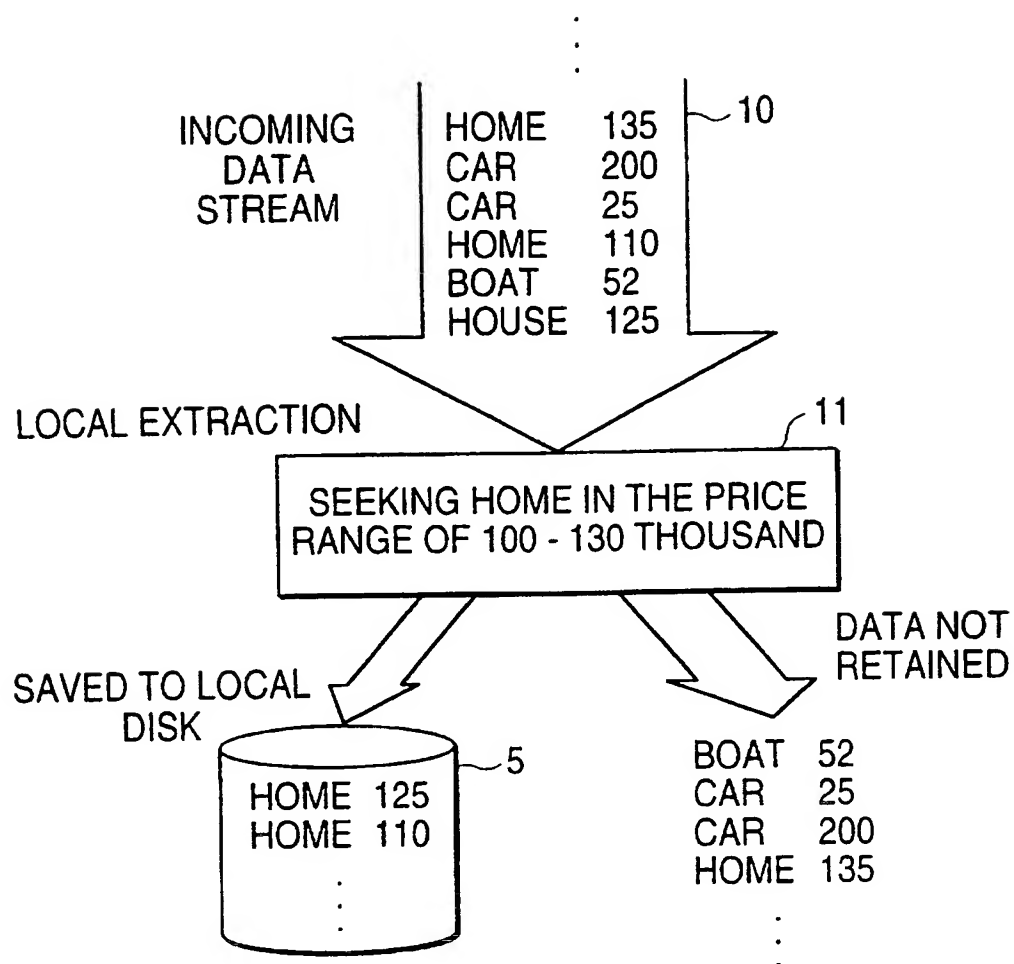 INCOMING
DATA
STREAM
HOME 135
CAR 200
CAR 25
HOME 110
BOAT 52
HOUSE 125
10
LOCAL EXTRACTION
11
SEEKING HOME IN THE PRICE
RANGE OF 100 - 130 THOUSAND
DATA NOT
RETAINED
SAVED TO LOCAL
DISK
5
HOME 125
HOME 110
BOAT 52
CAR 25
CAR 200
HOME 135